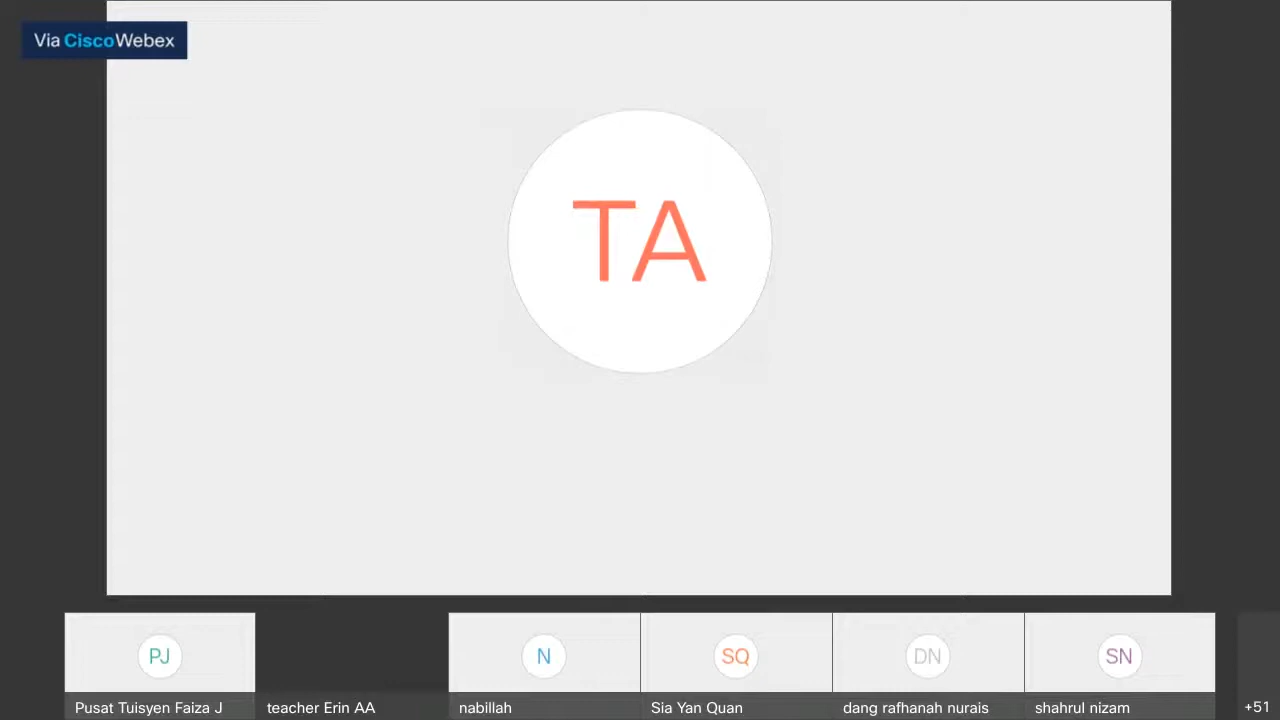 Via CiscoWebex
TA
PJ
N
SQ
DN
SN
Pusat Tuisyen Faiza J
teacher Erin AA
nabillah
Sia Yan Quan
dang rafhanah nurais
shahrul nizam
+51